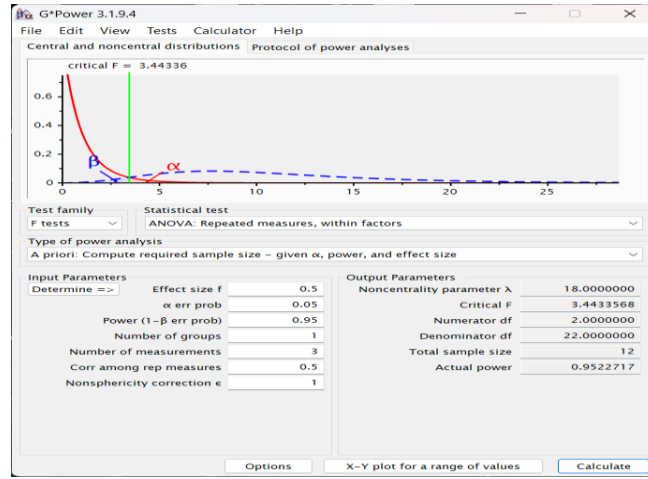 G*Power 3.1.9.4
File Edit View Tests Calculator Help
Central and noncentral distributions Protocol of power analyses
critical F = 3.44336
0.6
0.4
0.2
β α
0
0 5 10 15 20 25
Test family Statistical test
F tests ANOVA: Repeated measures, within factors
Type of power analysis
A priori: Compute required sample size – given α, power, and effect size
Input Parameters Output Parameters
Determine => Effect size f 0.5 Noncentrality parameter λ 18.0000000
α err prob 0.05 Critical F 3.4433568
Power (1-β err prob) 0.95 Numerator df 2.0000000
Number of groups 1 Denominator df 22.0000000
Number of measurements 3 Total sample size 12
Corr among rep measures 0.5 Actual power 0.9522717
Nonsphericity correction ϵ 1
Options X-Y plot for a range of values Calculate